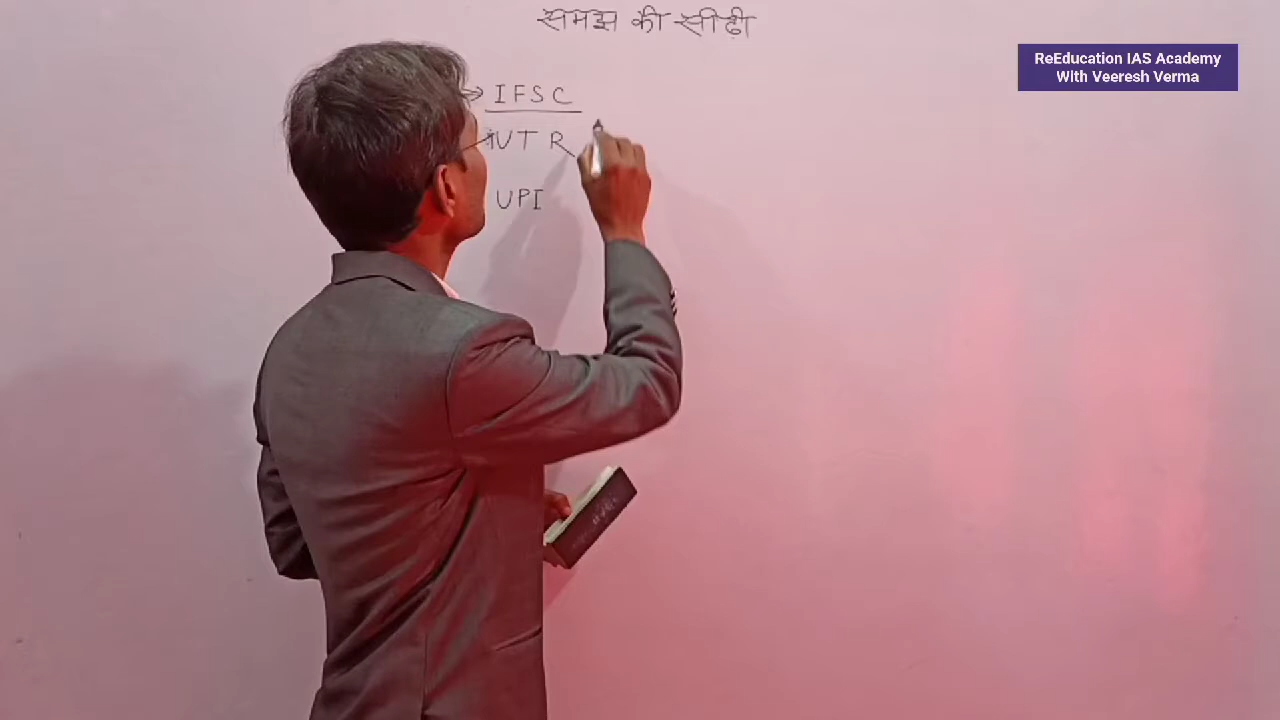 समझ की सीढ़ी
ReEducation IAS Academy
With Veeresh Verma
→ IFSC
UTR
UPI